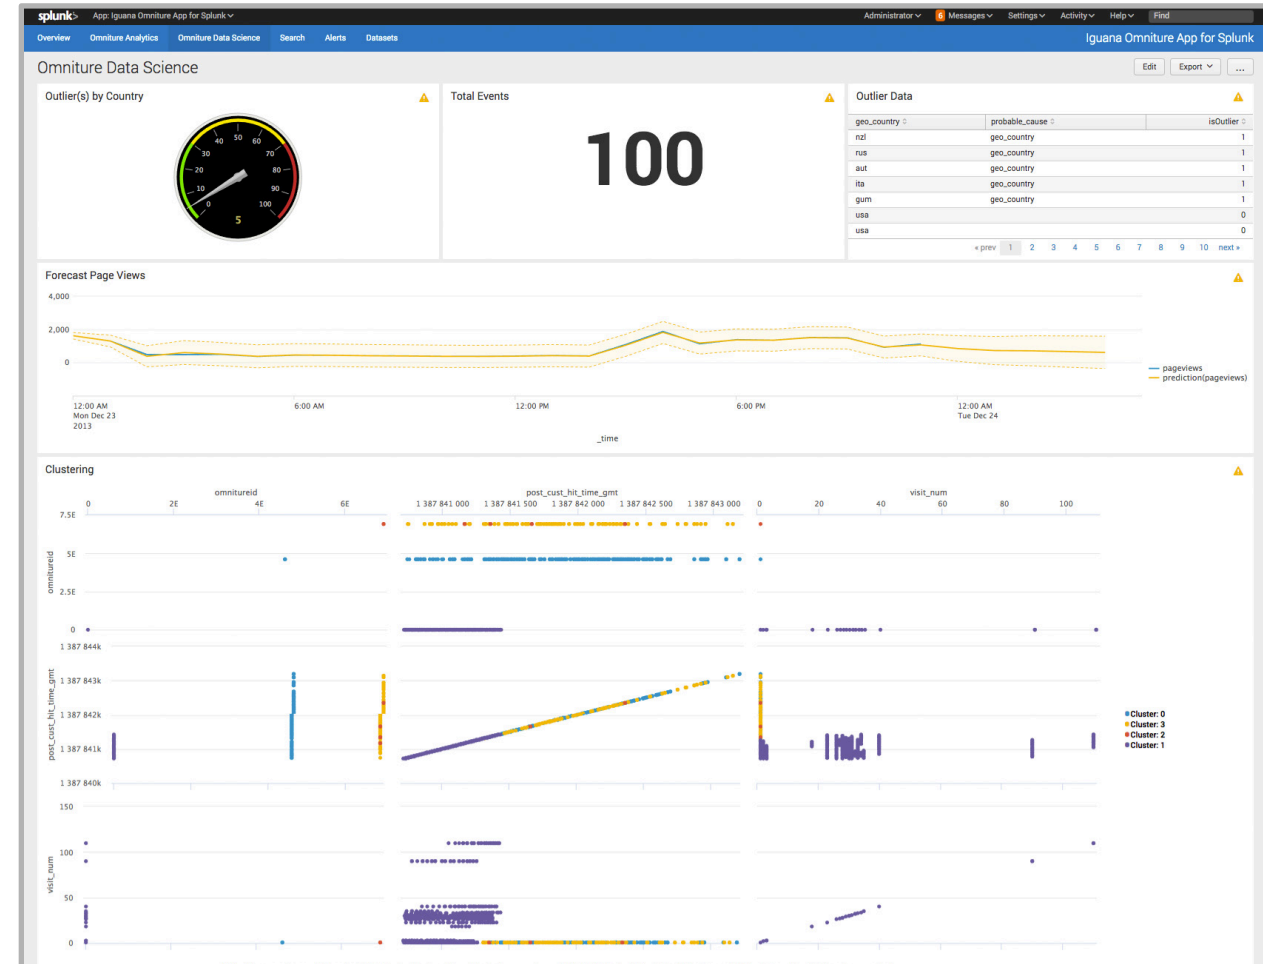 splunk> App: Iguana Omniture App for Splunk Administrator 6 Messages Settings Activity Help Find
Overview Omniture Analytics Omniture Data Science Search Alerts Datasets Iguana Omniture App for Splunk
Omniture Data Science Edit Export ...
Outlier(s) by Country
0 10 20 30 40 50 60 70 80 90 100
5
Total Events
100
Outlier Data
geo_country probable_cause isOutlier
nzl geo_country 1
rus geo_country 1
aut geo_country 1
ita geo_country 1
gum geo_country 1
usa 0
usa 0
« prev 1 2 3 4 5 6 7 8 9 10 next »
Forecast Page Views
4,000
2,000
0
pageviews
prediction(pageviews)
12:00 AM 6:00 AM 12:00 PM 6:00 PM 12:00 AM
Mon Dec 23 Tue Dec 24
2013
_time
Clustering
omnitureid post_cust_hit_time_gmt visit_num
0 2E 4E 6E 1 387 841 000 1 387 841 500 1 387 842 000 1 387 842 500 1 387 843 000 0 20 40 60 80 100
omnitureid
7.5E
5E
2.5E
0
post_cust_hit_time_gmt
1 387 844k
1 387 843k
1 387 842k
1 387 841k
1 387 840k
Cluster: 0
Cluster: 3
Cluster: 2
Cluster: 1
visit_num
150
100
50
0